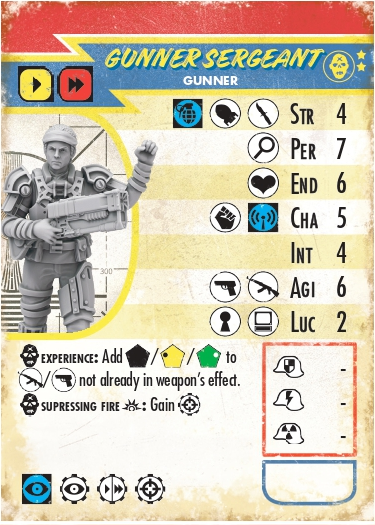 GUNNER SERGEANT
GUNNER
STR 4
PER 7
END 6
CHA 5
INT 4
300
AGI 6
LUC 2
EXPERIENCE: Add / / to
/ not already in weapon's effect.
SUPRESSING FIRE : Gain
-
-
-